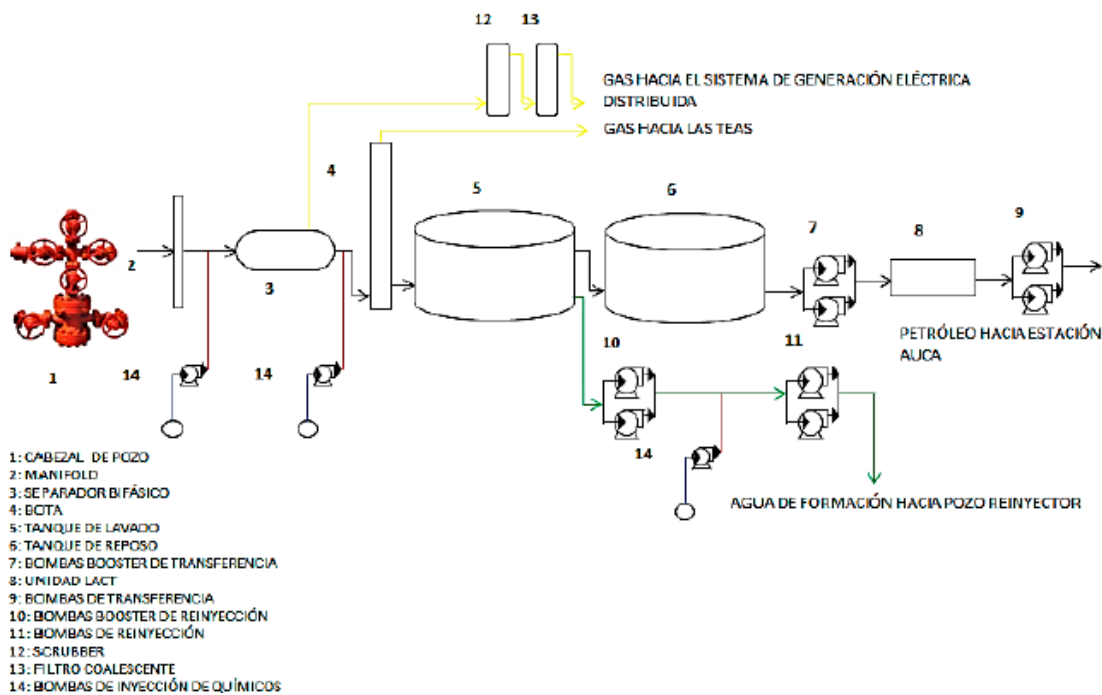 12 13
GAS HACIA EL SISTEMA DE GENERACIÓN ELÉCTRICA
DISTRIBUIDA
GAS HACIA LAS TEAS
4
5
6
7
8
9
2
3
PETRÓLEO HACIA ESTACIÓN
AUCA
10
11
1
14
14
14
AGUA DE FORMACIÓN HACIA POZO REINYECTOR
1: CABEZAL DE POZO
2: MANIFOLD
3: SEPARADOR BIFÁSICO
4: BOTA
5: TANQUE DE LAVADO
6: TANQUE DE REPOSO
7: BOMBAS BOOSTER DE TRANSFERENCIA
8: UNIDAD LACT
9: BOMBAS DE TRANSFERENCIA
10: BOMBAS BOOSTER DE REINYECCIÓN
11: BOMBAS DE REINYECCIÓN
12: SCRUBBER
13: FILTRO COALESCENTE
14: BOMBAS DE INYECCIÓN DE QUÍMICOS